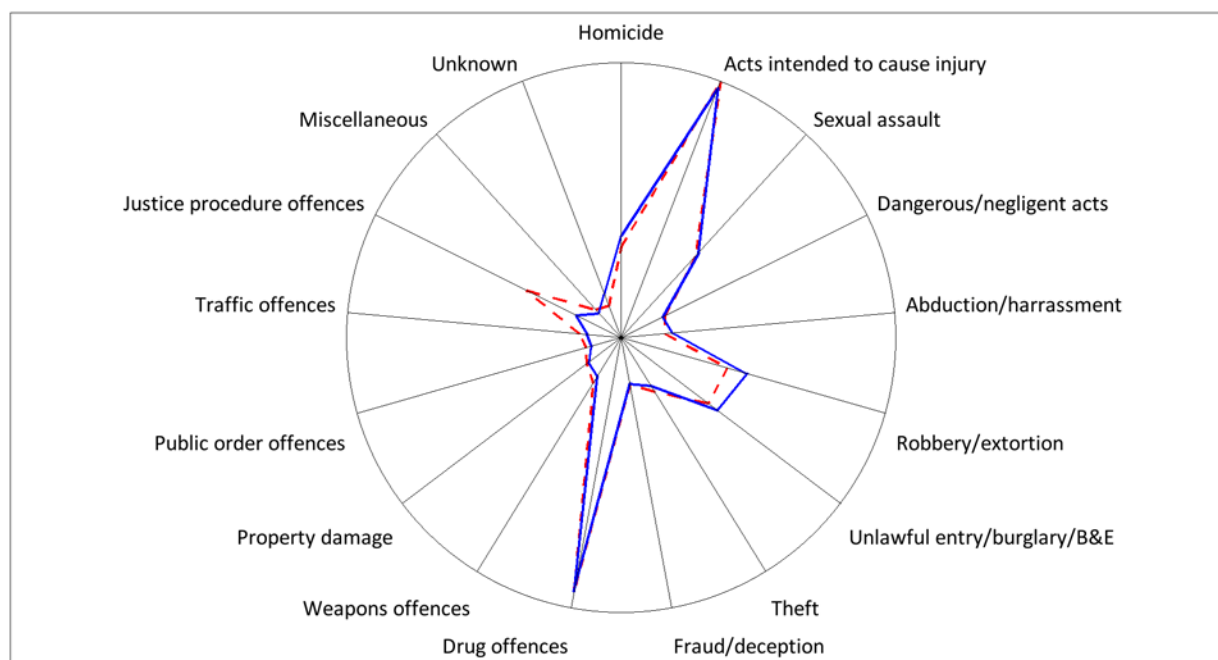 Homicide
Unknown
Acts intended to cause injury
Miscellaneous
Sexual assault
Justice procedure offences
Dangerous/negligent acts
Traffic offences
Abduction/harrassment
Public order offences
Robbery/extortion
Property damage
Unlawful entry/burglary/B&E
Weapons offences
Theft
Drug offences
Fraud/deception